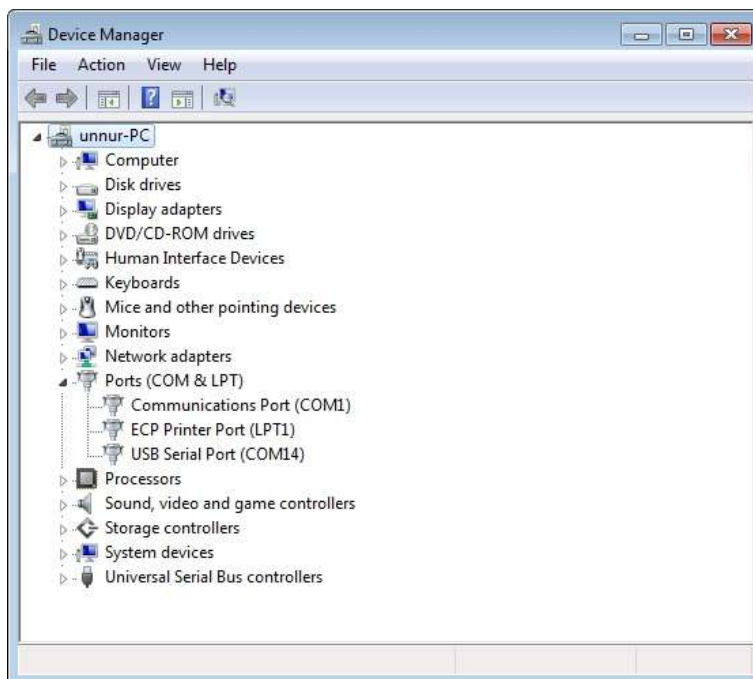 Device Manager
File Action View Help
unnur-PC
Computer
Disk drives
Display adapters
DVD/CD-ROM drives
Human Interface Devices
Keyboards
Mice and other pointing devices
Monitors
Network adapters
Ports (COM & LPT)
Communications Port (COM1)
ECP Printer Port (LPT1)
USB Serial Port (COM14)
Processors
Sound, video and game controllers
Storage controllers
System devices
Universal Serial Bus controllers